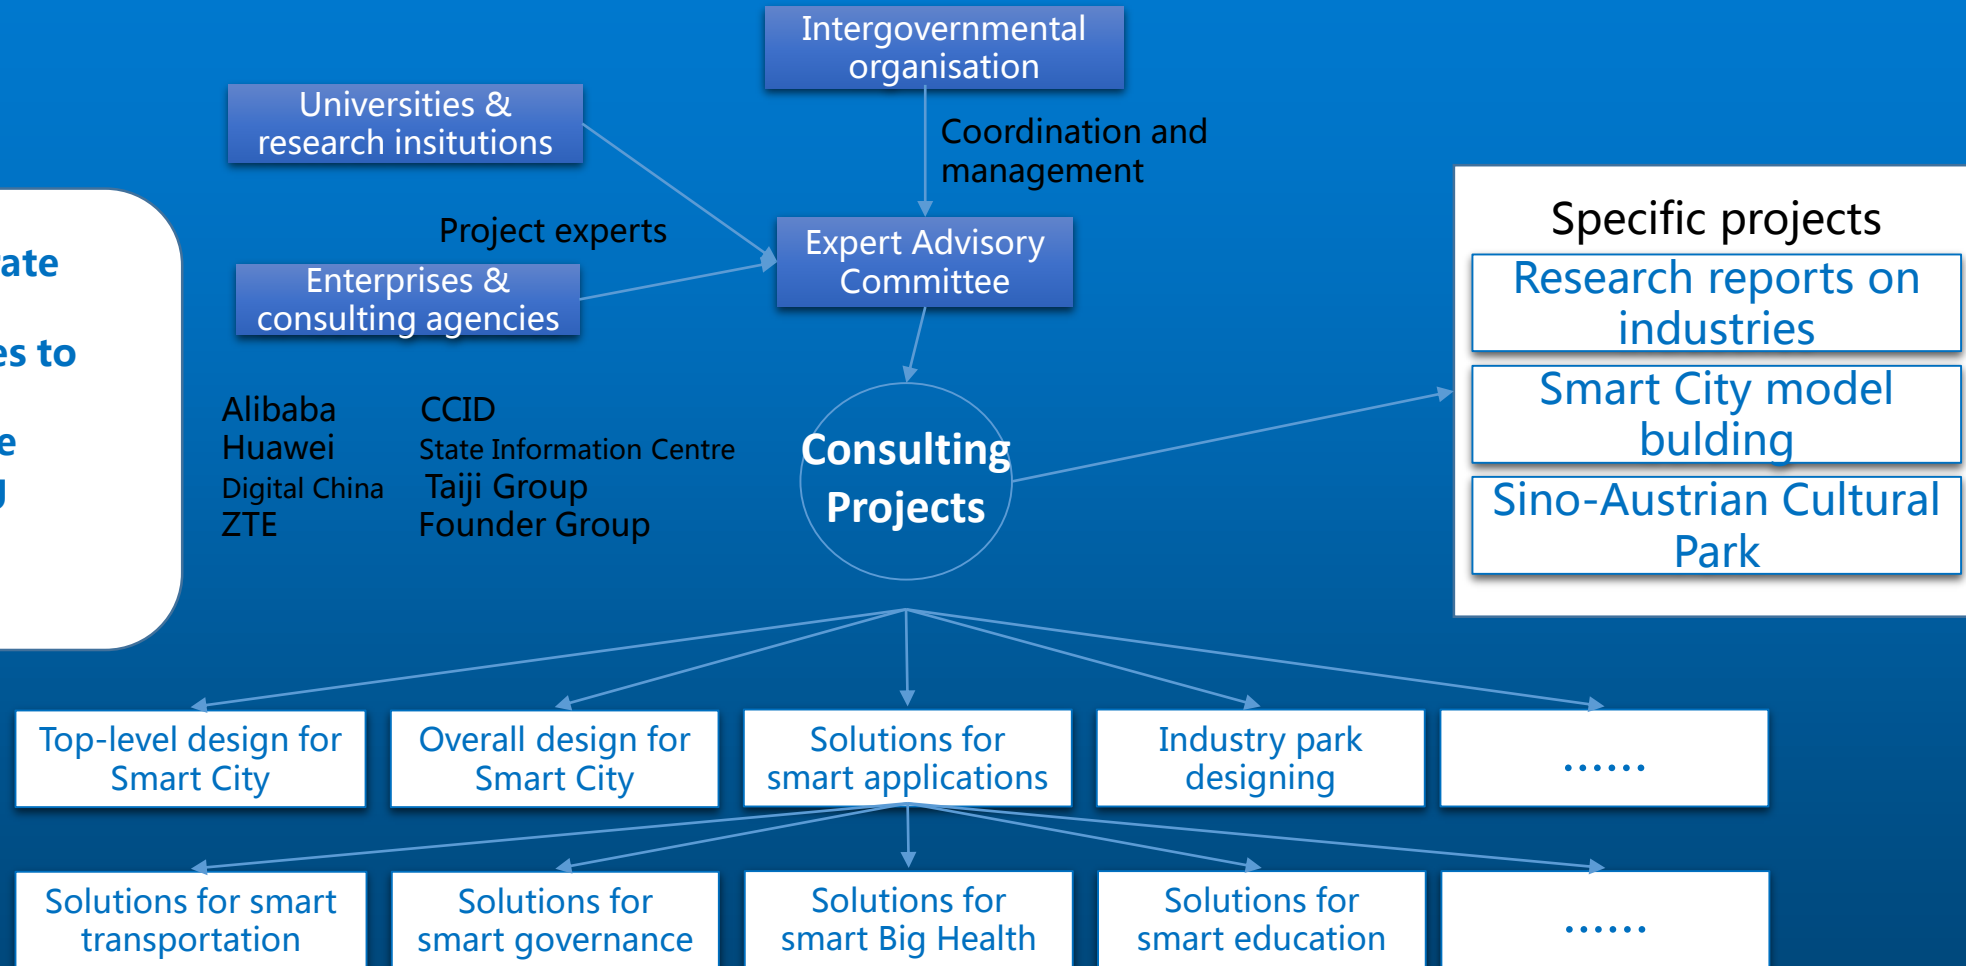 Intergovernmental
organisation
Universities &
research insitutions
Coordination and
management
Project experts
Expert Advisory
Committee
Enterprises &
consulting agencies
es to
Alibaba CCID
Huawei State Information Centre
Digital China Taiji Group
ZTE Founder Group
Consulting
Projects
Specific projects
Research reports on
industries
Smart City model
bulding
Sino-Austrian Cultural
Park
Top-level design for
Smart City
Overall design for
Smart City
Solutions for
smart applications
Industry park
designing
......
Solutions for smart
transportation
Solutions for
smart governance
Solutions for
smart Big Health
Solutions for
smart education
......